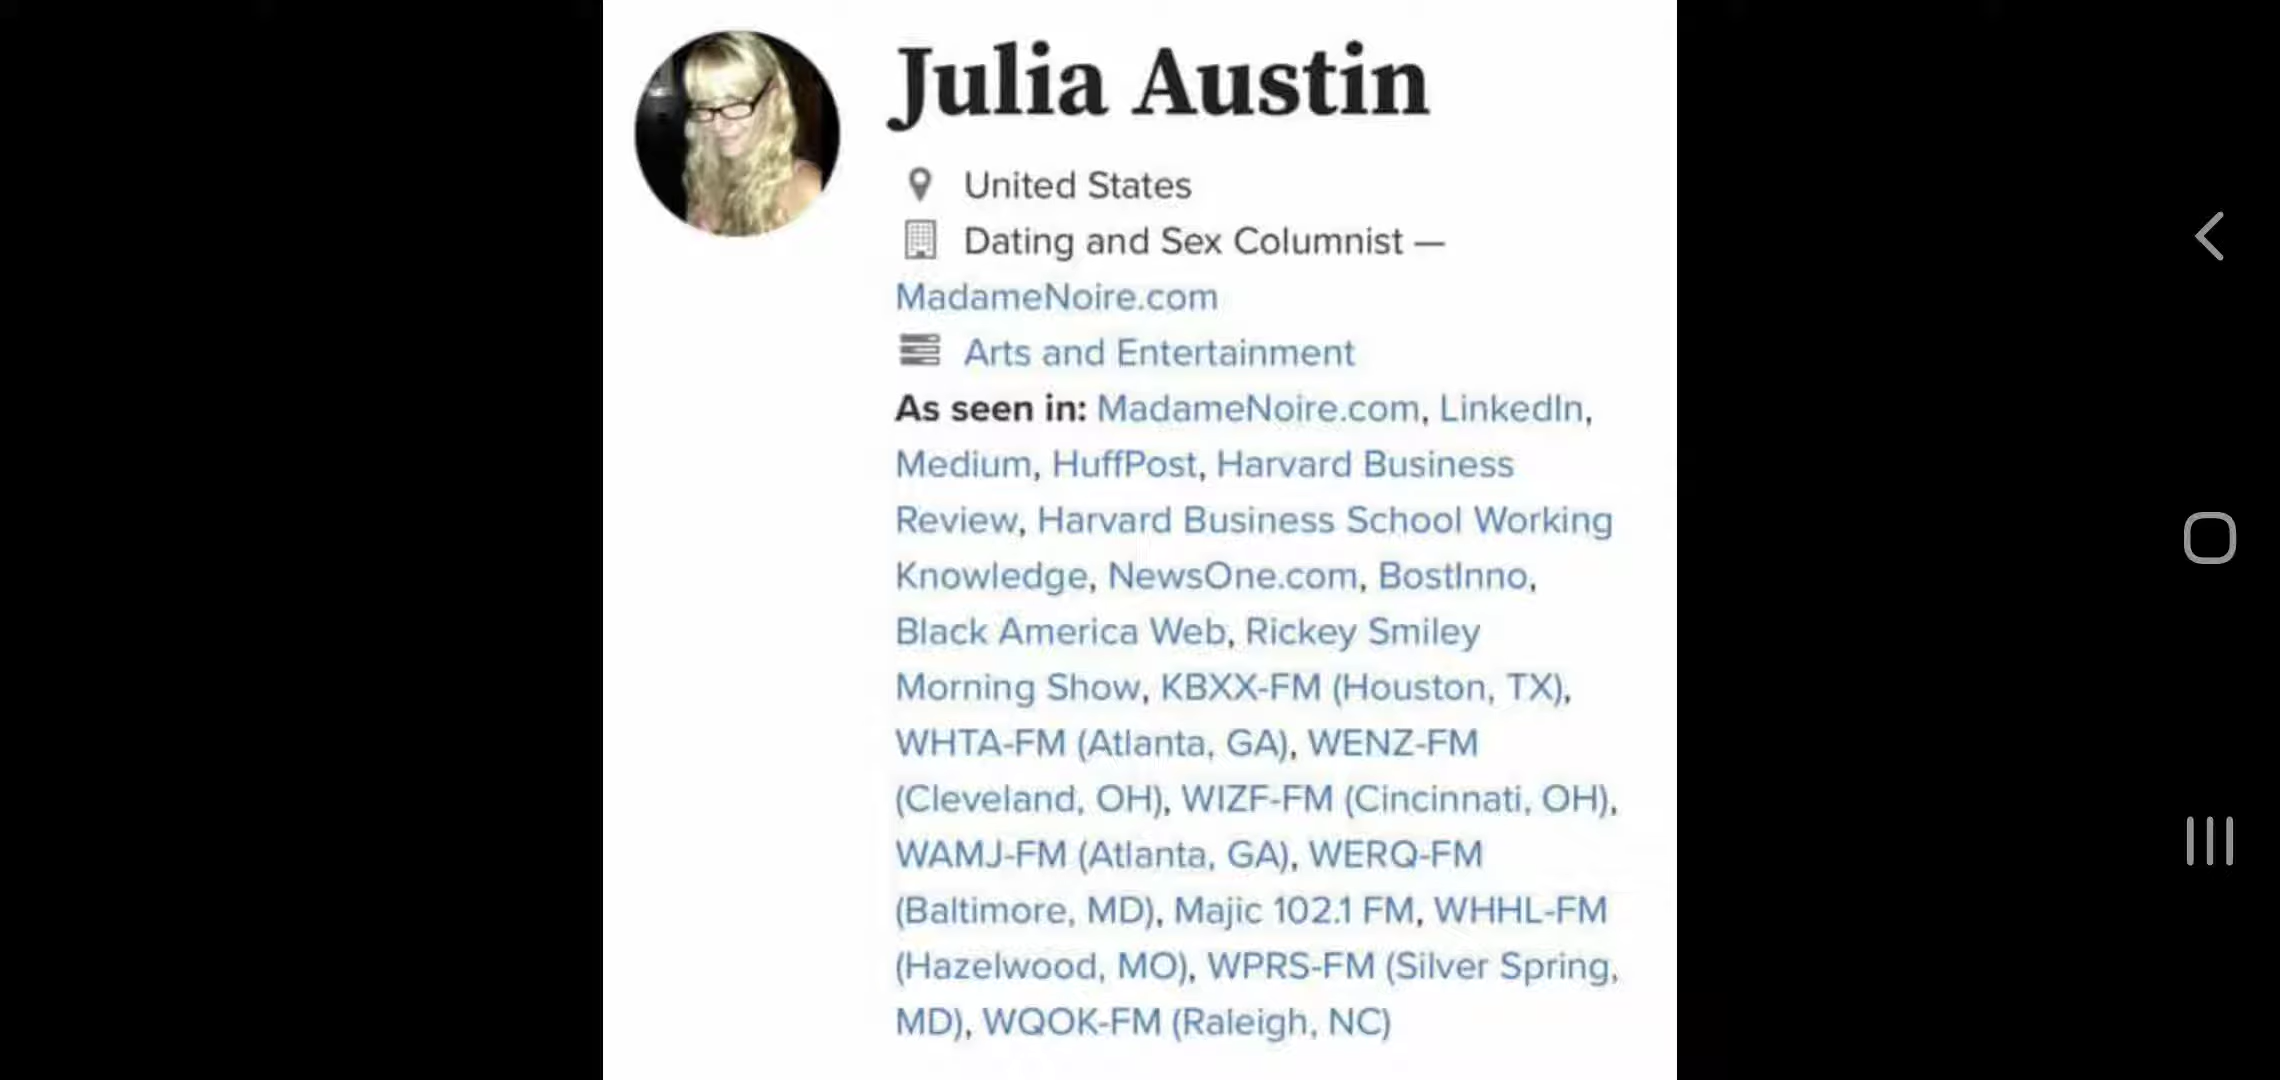 Julia Austin
United States
Dating and Sex Columnist —
MadameNoire.com
Arts and Entertainment
As seen in: MadameNoire.com, LinkedIn,
Medium, HuffPost, Harvard Business
Review, Harvard Business School Working
Knowledge, NewsOne.com, BostInno,
Black America Web, Rickey Smiley
Morning Show, KBXX-FM (Houston, TX),
WHTA-FM (Atlanta, GA), WENZ-FM
(Cleveland, OH), WIZF-FM (Cincinnati, OH),
WAMJ-FM (Atlanta, GA), WERQ-FM
(Baltimore, MD), Majic 102.1 FM, WHHL-FM
(Hazelwood, MO), WPRS-FM (Silver Spring,
MD), WQOK-FM (Raleigh, NC)